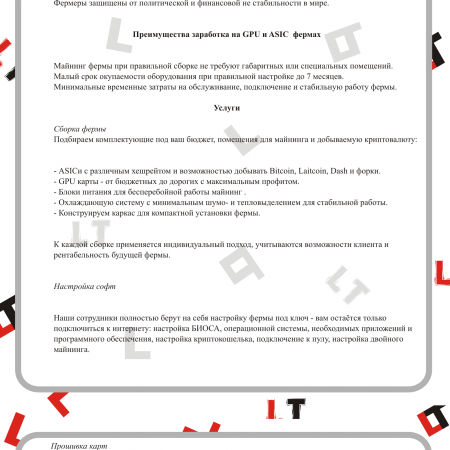 Фермеры защищены от политической и финансовой не стабильности в мире.
Преимущества заработка на GPU и ASIC фермах
Майнинг фермы при правильной сборке не требуют габаритных или специальных помещений.
Малый срок окупаемости оборудования при правильной настройке до 7 месяцев.
Минимальные временные затраты на обслуживание, подключение и стабильную работу фермы.
Услуги
Сборка фермы
Подбираем комплектующие под ваш бюджет, помещения для майнинга и добываемую криптовалюту:
- ASICи с различным хешрейтом и возможностью добывать Bitcoin, Laitcoin, Dash и форки.
- GPU карты - от бюджетных до дорогих с максимальным профитом.
- Блоки питания для бесперебойной работы майнинг .
- Охлаждающую систему с минимальным шумо- и тепловыделением для стабильной работы.
- Конструируем каркас для компактной установки фермы.
К каждой сборке применяется индивидуальный подход, учитываются возможности клиента и
рентабельность будущей фермы.
Настройка софт
Наши сотрудники полностью берут на себя настройку фермы под ключ - вам остаётся только
подключиться к интернету: настройка БИОСА, операционной системы, необходимых приложений и
программного обеспечения, настройка криптокошелька, подключение к пулу, настройка двойного
майнинга.
LT
Прошивка карт